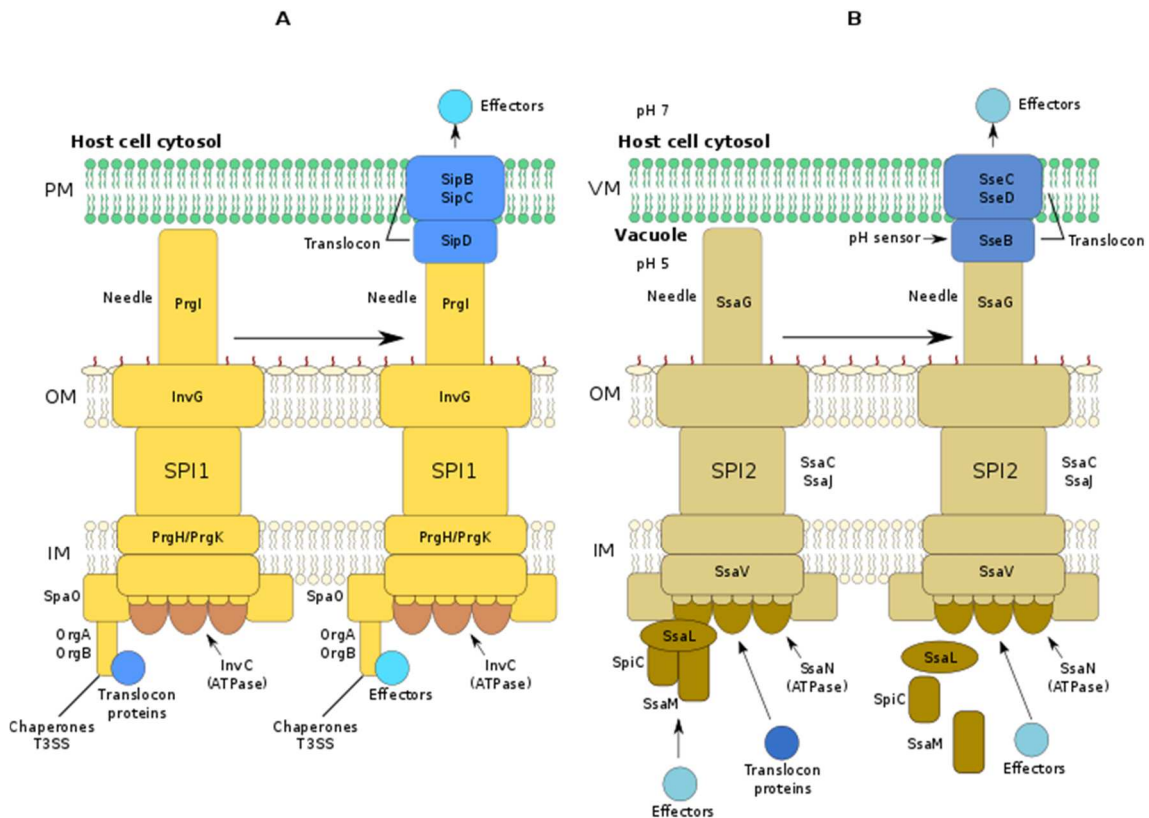 A
Effectors
Host cell cytosol
PM
SipB
SipC
Translocon
SipD
Needle
PrgI
Needle
PrgI
OM
InvG
InvG
SPI1
SPI1
IM
PrgH/PrgK
PrgH/PrgK
SpaO
SpaO
OrgA
OrgB
OrgA
OrgB
InvC
(ATPase)
InvC
(ATPase)
Translocon
proteins
Effectors
Chaperones
T3SS
Chaperones
T3SS
B
pH 7
Effectors
Host cell cytosol
VM
SseC
SseD
Vacuole
pH sensor
SseB
Translocon
pH 5
Needle
SsaG
Needle
SsaG
OM
SPI2
SsaC
SsaJ
SPI2
SsaC
SsaJ
IM
SsaV
SsaV
SsaL
SpiC
SsaM
SsaN
(ATPase)
SsaL
SpiC
SsaM
SsaN
(ATPase)
Effectors
Translocon
proteins
Effectors